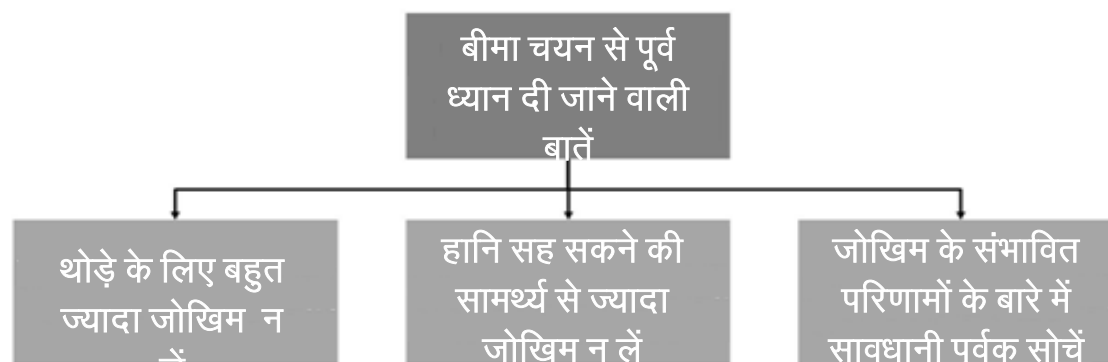 बीमा चयन से पूर्व
ध्यान दी जाने वाली
बातें
थोड़े के लिए बहुत
ज्यादा जोखिम न
हानि सह सकने की
सामर्थ्य से ज्यादा
जोखिम न लें
जोखिम के संभावित
परिणामों के बारे में
सावधानी पूर्वक सोचें